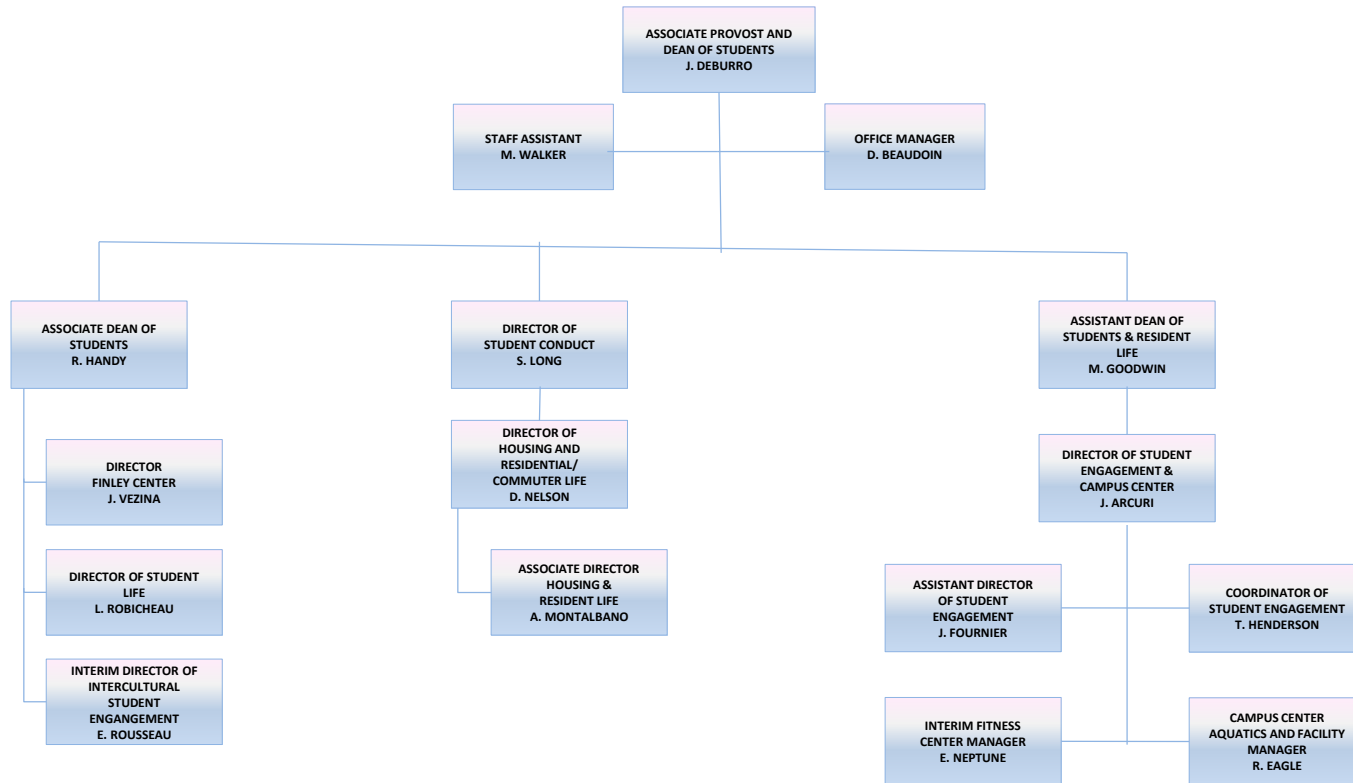 ASSOCIATE PROVOST AND
DEAN OF STUDENTS
J. DEBURRO
STAFF ASSISTANT
M. WALKER
OFFICE MANAGER
D. BEAUDOIN
ASSOCIATE DEAN OF
STUDENTS
R. HANDY
DIRECTOR OF
STUDENT CONDUCT
S. LONG
ASSISTANT DEAN OF
STUDENTS & RESIDENT
LIFE
M. GOODWIN
DIRECTOR
FINLEY CENTER
J. VEZINA
DIRECTOR OF
HOUSING AND
RESIDENTIAL/
COMMUTER LIFE
D. NELSON
DIRECTOR OF STUDENT
ENGAGEMENT &
CAMPUS CENTER
J. ARCURI
DIRECTOR OF STUDENT
LIFE
L. ROBICHEAU
ASSOCIATE DIRECTOR
HOUSING &
RESIDENT LIFE
A. MONTALBANO
ASSISTANT DIRECTOR
OF STUDENT
ENGAGEMENT
J. FOURNIER
COORDINATOR OF
STUDENT ENGAGEMENT
T. HENDERSON
INTERIM DIRECTOR OF
INTERCULTURAL
STUDENT
ENGANGEMENT
E. ROUSSEAU
INTERIM FITNESS
CENTER MANAGER
E. NEPTUNE
CAMPUS CENTER
AQUATICS AND FACILITY
MANAGER
R. EAGLE